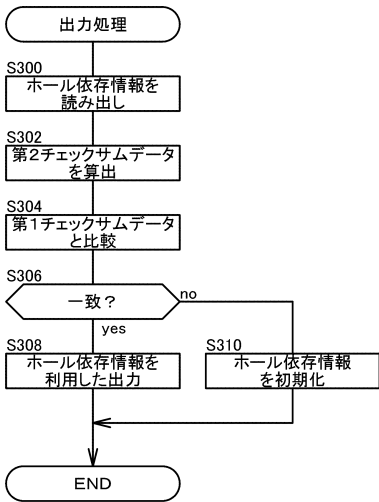 出力処理
S300
ホール依存情報を
読み出し
S302
第2チェックサムデータ
を算出
S304
第1チェックサムデータ
と比較
S306
一致？
no
yes
S308
ホール依存情報を
利用した出力
S310
ホール依存情報
を初期化
END